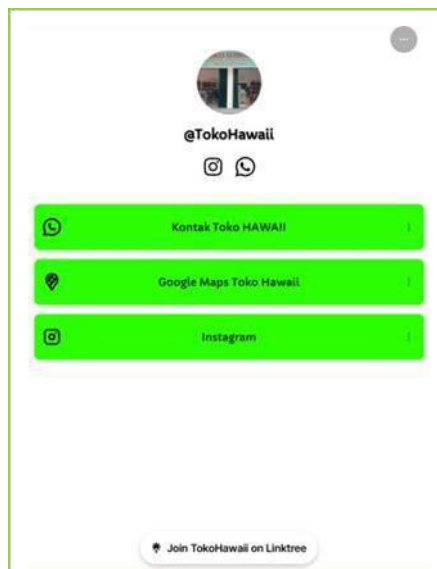 @TokoHawaii
Kontak Toko HAWAII
Google Maps Toko Hawaii
Instagram
Join TokoHawaii on Linktree